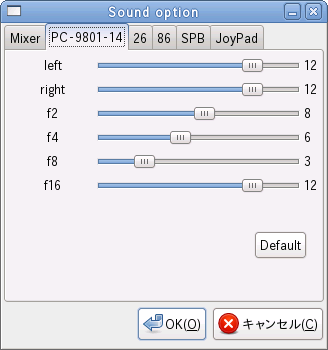 Sound option
Mixer PC-9801-14 26 86 SPB JoyPad
left 12
right 12
f2 8
f4 6
f8 3
f16 12
Default
OK(O) キャンセル(C)